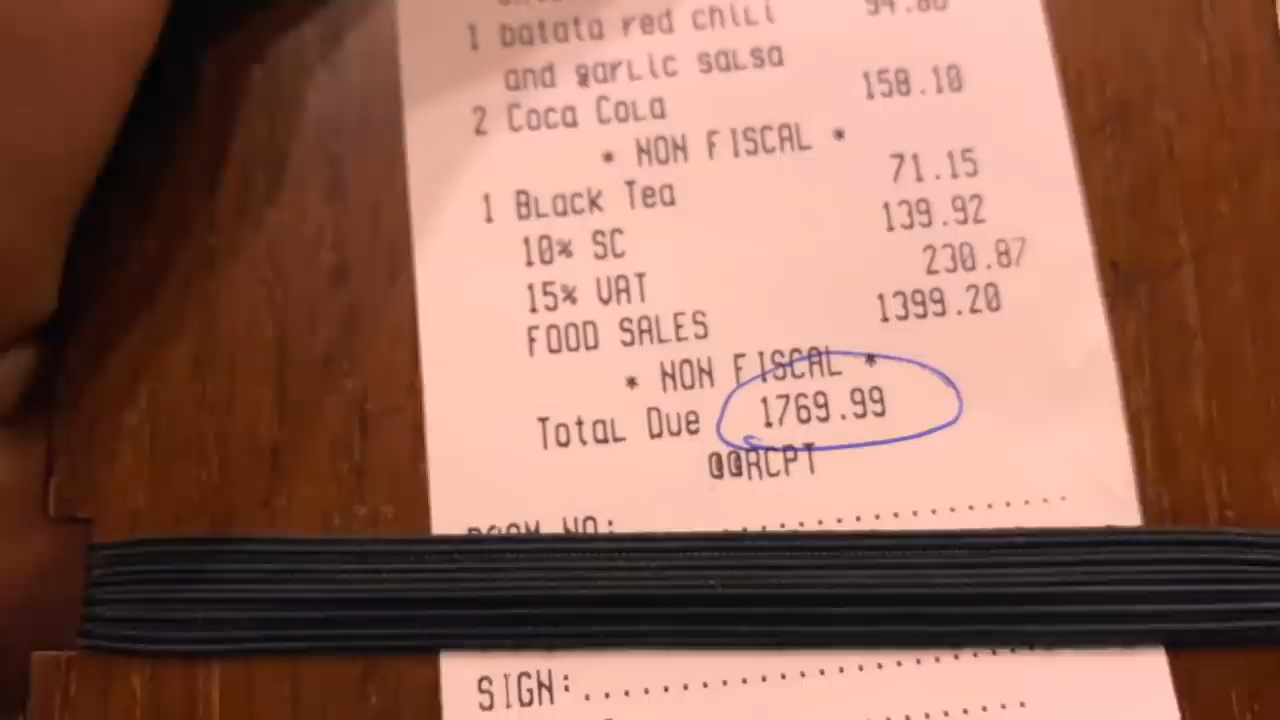 1 batata red chili
and garlic salsa
2 Coca Cola 158.10
* NON FISCAL *
1 Black Tea 71.15
10% SC 139.92
15% VAT 230.87
FOOD SALES 1399.20
* NON FISCAL *
Total Due 1769.99
@@RCPT
ROOM NO:....................
SIGN:....................